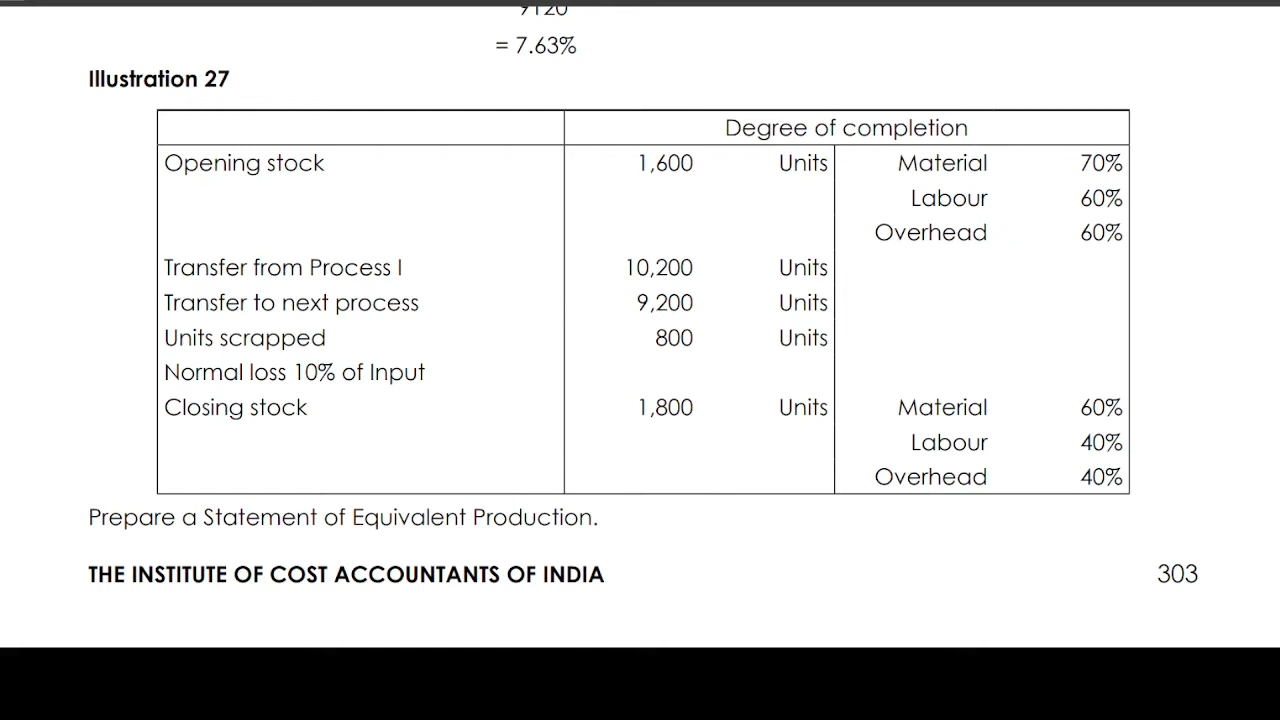 = 7.63%
Illustration 27
Degree of completion
Opening stock 1,600 Units Material 70%
Labour 60%
Overhead 60%
Transfer from Process I 10,200 Units
Transfer to next process 9,200 Units
Units scrapped 800 Units
Normal loss 10% of Input
Closing stock 1,800 Units Material 60%
Labour 40%
Overhead 40%
Prepare a Statement of Equivalent Production.
THE INSTITUTE OF COST ACCOUNTANTS OF INDIA 303